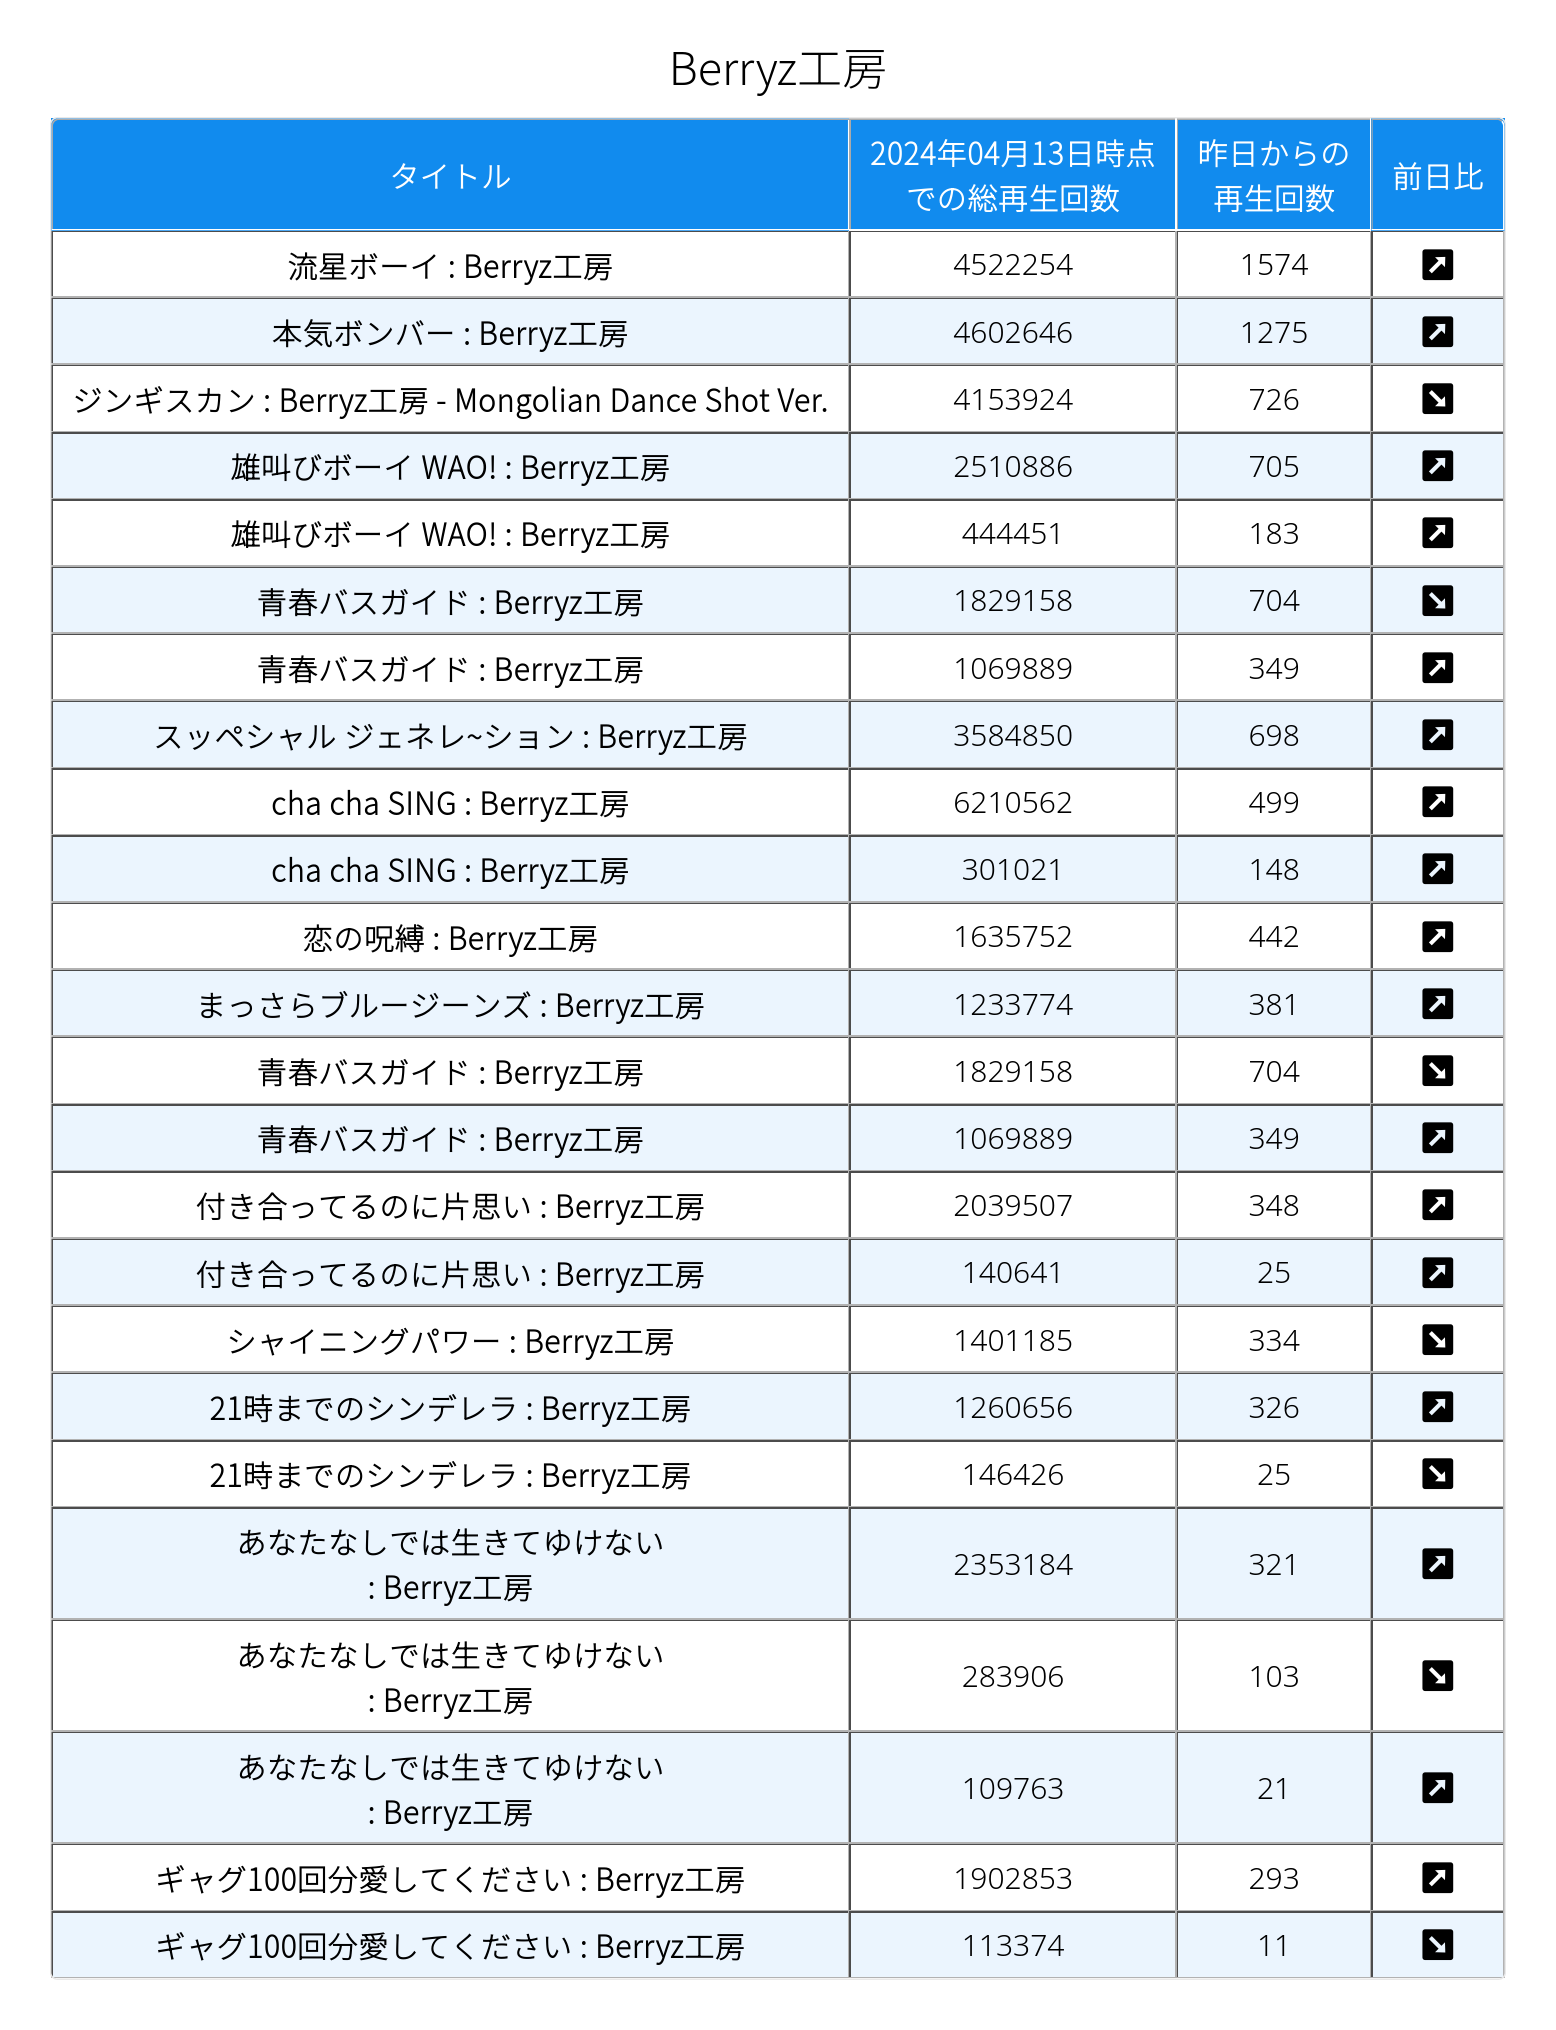 Berryz工房
タイトル
2024年04月13日時点
での総再生回数
昨日からの
再生回数
前日比
流星ボーイ : Berryz工房 4522254 1574
本気ボンバー : Berryz工房 4602646 1275
ジンギスカン : Berryz工房 - Mongolian Dance Shot Ver. 4153924 726
雄叫びボーイ WAO! : Berryz工房 2510886 705
雄叫びボーイ WAO! : Berryz工房 444451 183
青春バスガイド : Berryz工房 1829158 704
青春バスガイド : Berryz工房 1069889 349
スッペシャル ジェネレ~ション : Berryz工房 3584850 698
cha cha SING : Berryz工房 6210562 499
cha cha SING : Berryz工房 301021 148
恋の呪縛 : Berryz工房 1635752 442
まっさらブルージーンズ : Berryz工房 1233774 381
青春バスガイド : Berryz工房 1829158 704
青春バスガイド : Berryz工房 1069889 349
付き合ってるのに片思い : Berryz工房 2039507 348
付き合ってるのに片思い : Berryz工房 140641 25
シャイニングパワー : Berryz工房 1401185 334
21時までのシンデレラ : Berryz工房 1260656 326
21時までのシンデレラ : Berryz工房 146426 25
あなたなしでは生きてゆけない
: Berryz工房 2353184 321
あなたなしでは生きてゆけない
: Berryz工房 283906 103
あなたなしでは生きてゆけない
: Berryz工房 109763 21
ギャグ100回分愛してください : Berryz工房 1902853 293
ギャグ100回分愛してください : Berryz工房 113374 11